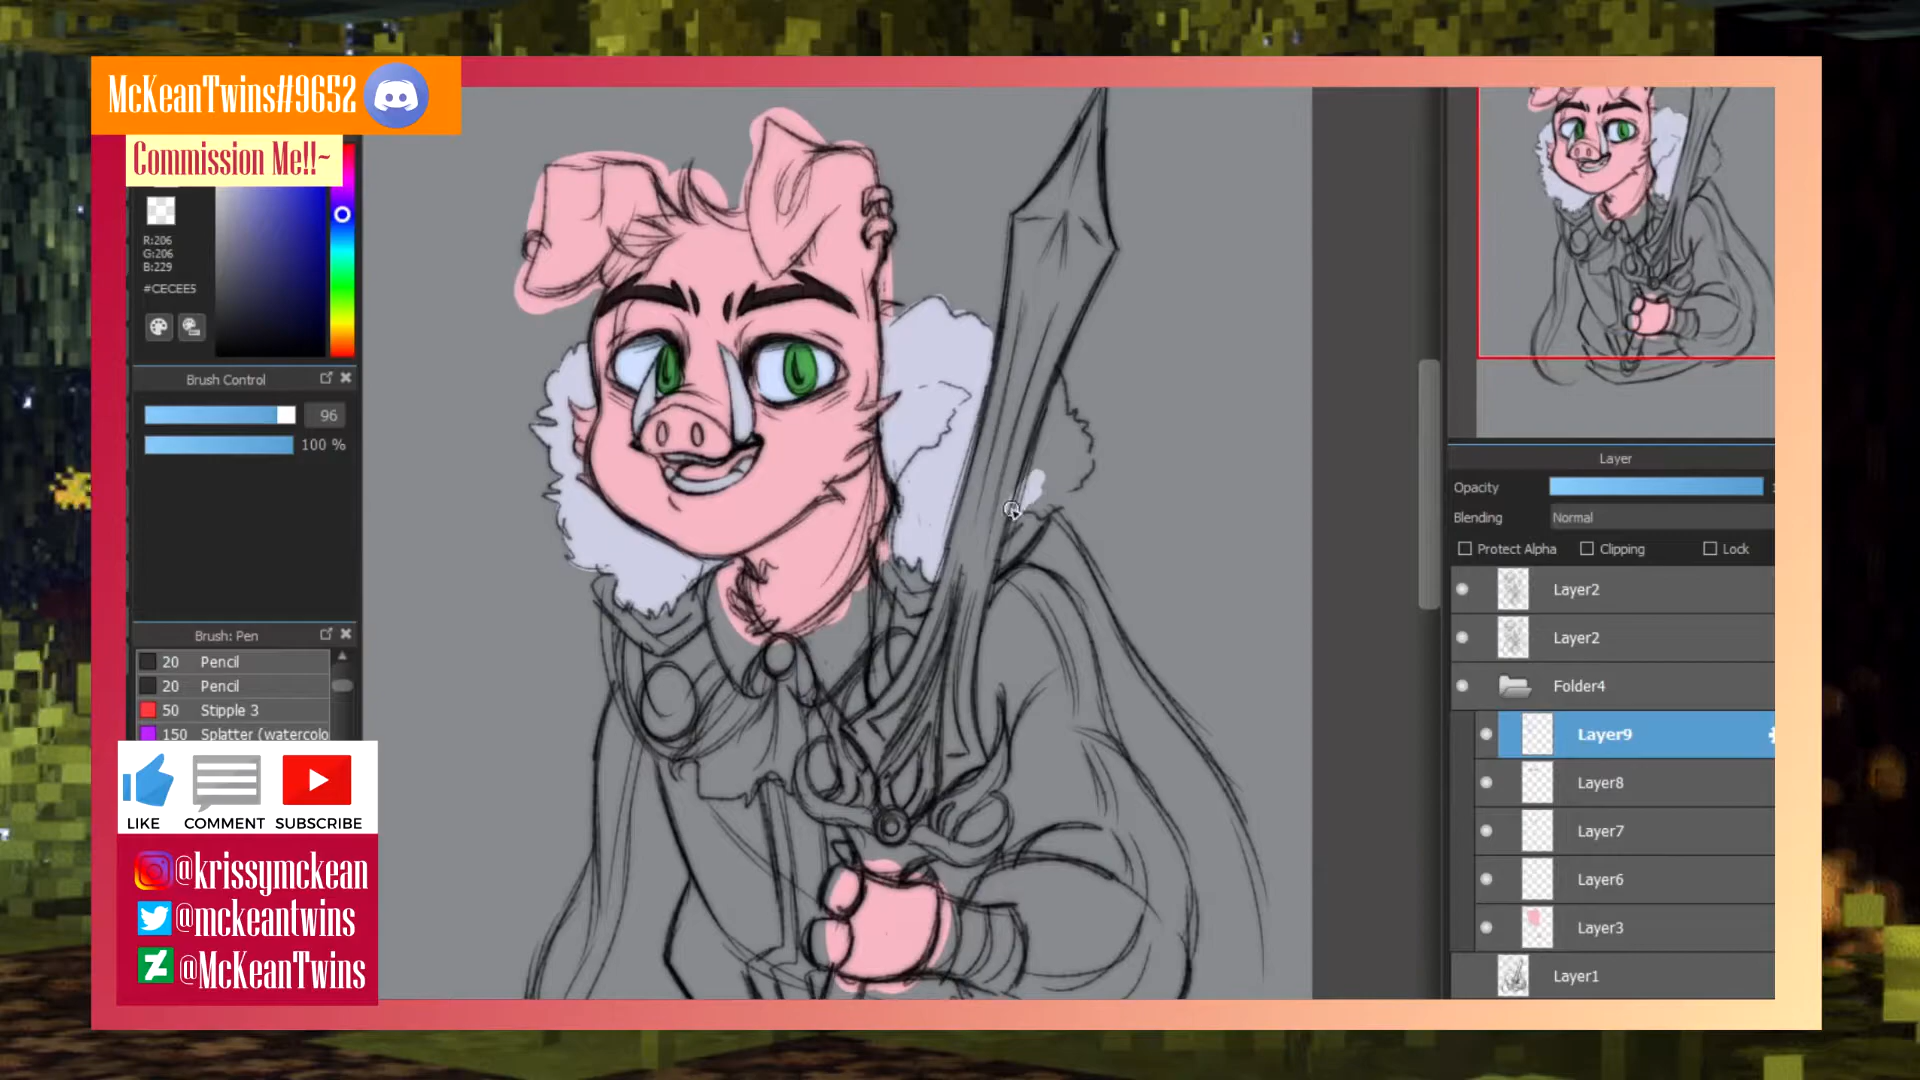 McKeanTwins#9652
Commission Me!!~
R:206
G:206
B:229
#CECEE5
Brush Control
96
100 %
Brush: Pen
20 Pencil
20 Pencil
50 Stipple 3
150 Splatter (watercolo
LIKE COMMENT SUBSCRIBE
@krissymckean
@mckeantwins
@McKeanTwins
Layer
Opacity
Blending Normal
Protect Alpha Clipping Lock
Layer2
Layer2
Folder4
Layer9
Layer8
Layer7
Layer6
Layer3
Layer1